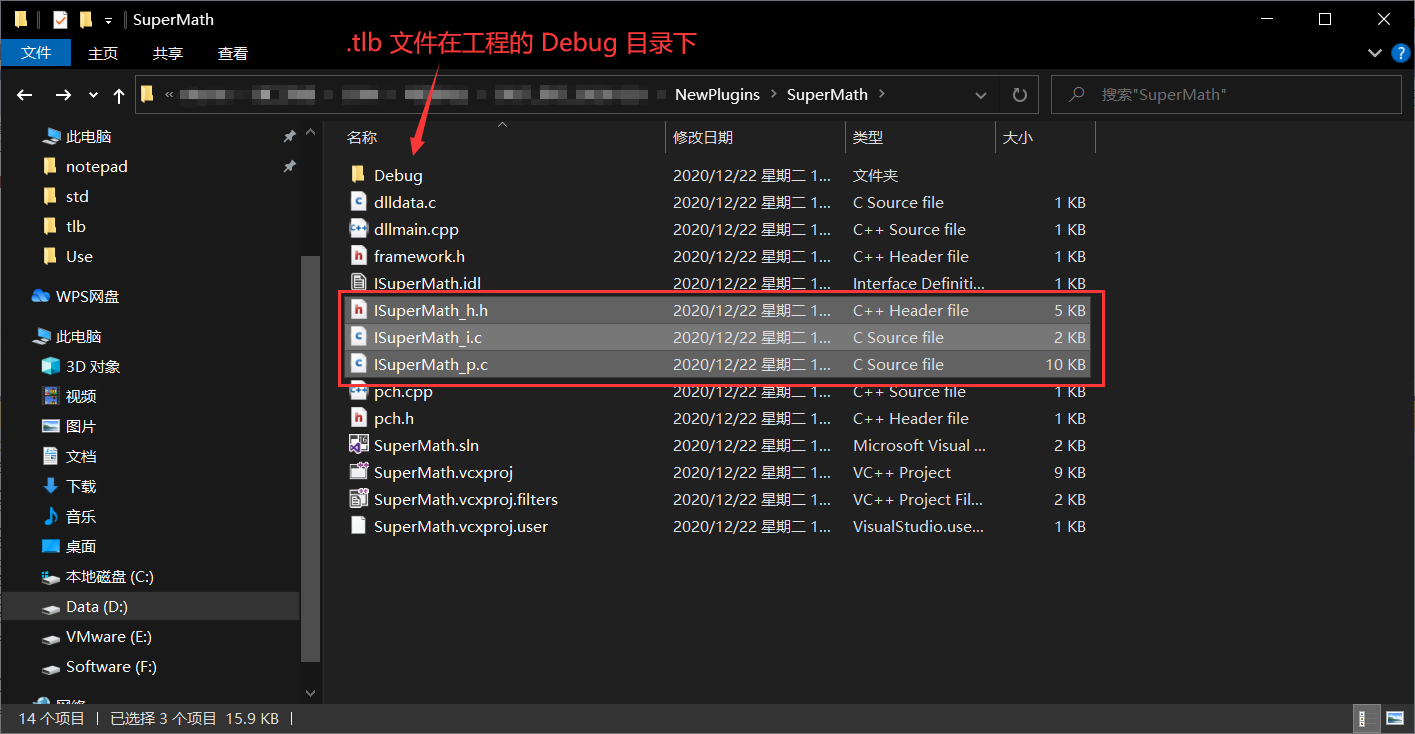 SuperMath
文件 主页 共享 查看
.tlb 文件在工程的 Debug 目录下
« NewPlugins > SuperMath >
搜索"SuperMath"
名称 修改日期 类型 大小
此电脑
notepad
std
tlb
Use
WPS网盘
此电脑
3D 对象
视频
图片
文档
下载
音乐
桌面
本地磁盘 (C:)
Data (D:)
VMware (E:)
Software (F:)
网络
Debug 2020/12/22 星期二 1... 文件夹
dlldata.c 2020/12/22 星期二 1... C Source file 1 KB
dllmain.cpp 2020/12/22 星期二 1... C++ Source file 1 KB
framework.h 2020/12/22 星期二 1... C++ Header file 1 KB
ISuperMath.idl 2020/12/22 星期二 1... Interface Definiti... 1 KB
ISuperMath_h.h 2020/12/22 星期二 1... C++ Header file 5 KB
ISuperMath_i.c 2020/12/22 星期二 1... C Source file 2 KB
ISuperMath_p.c 2020/12/22 星期二 1... C Source file 10 KB
pch.cpp 2020/12/22 星期二 1... C++ Source file 1 KB
pch.h 2020/12/22 星期二 1... C++ Header file 1 KB
SuperMath.sln 2020/12/22 星期二 1... Microsoft Visual ... 2 KB
SuperMath.vcxproj 2020/12/22 星期二 1... VC++ Project 9 KB
SuperMath.vcxproj.filters 2020/12/22 星期二 1... VC++ Project Fil... 2 KB
SuperMath.vcxproj.user 2020/12/22 星期二 1... VisualStudio.use... 1 KB
14 个项目 已选择 3 个项目 15.9 KB